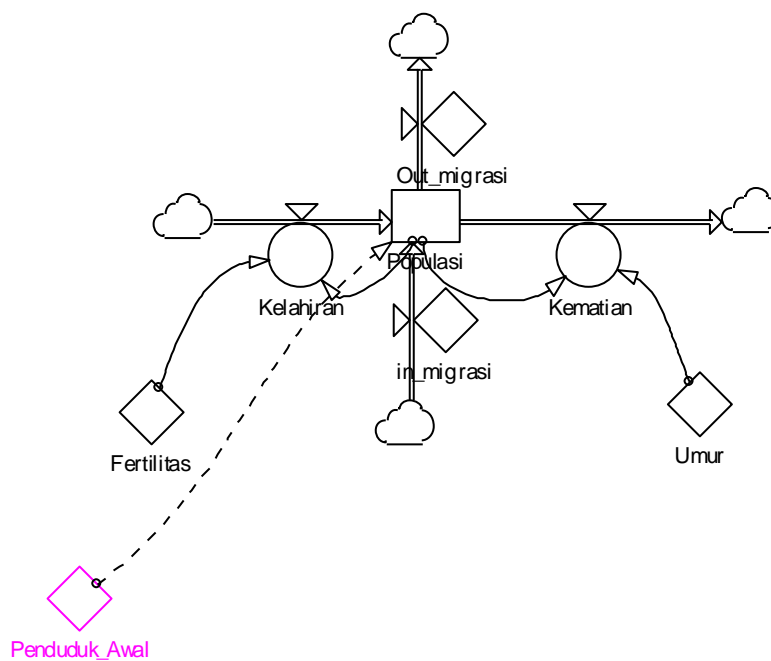 Out_migrasi
Populasi
Kelahiran
Kematian
in_migrasi
Fertilitas
Umur
Penduduk_Awal